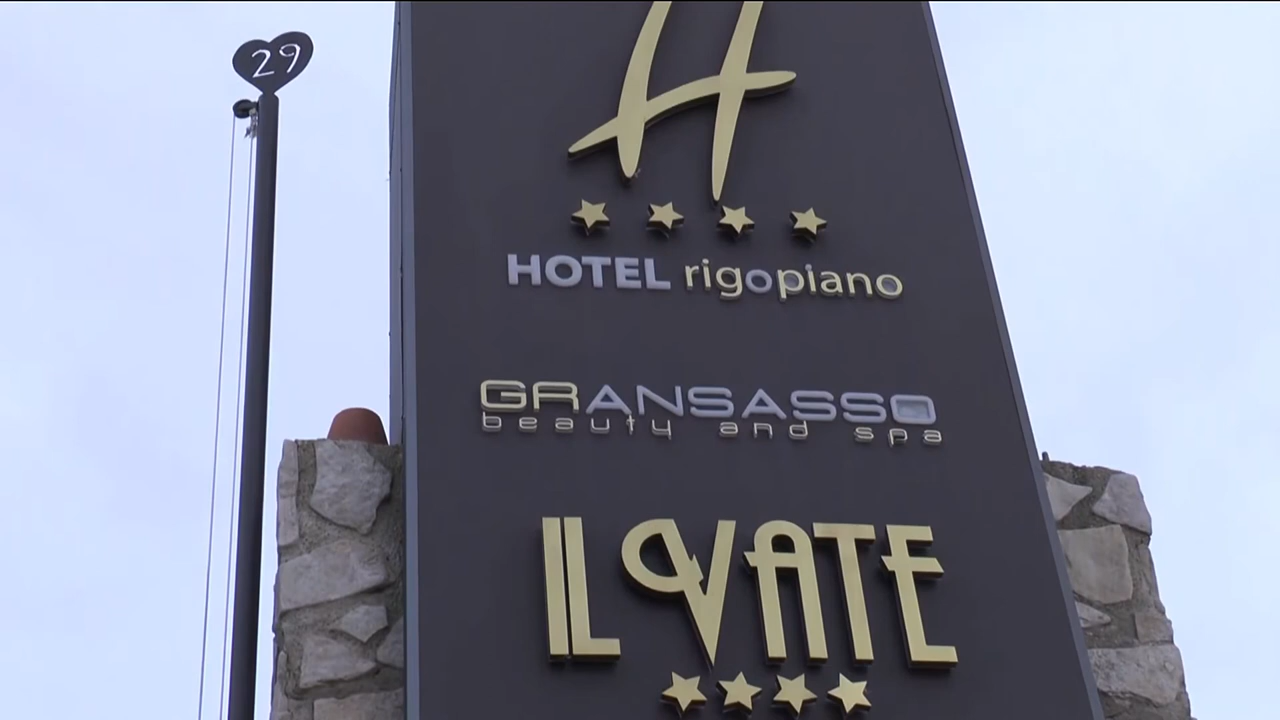 29
H
HOTEL rigopiano
GRANSASSO
beauty and spa
IL VATE